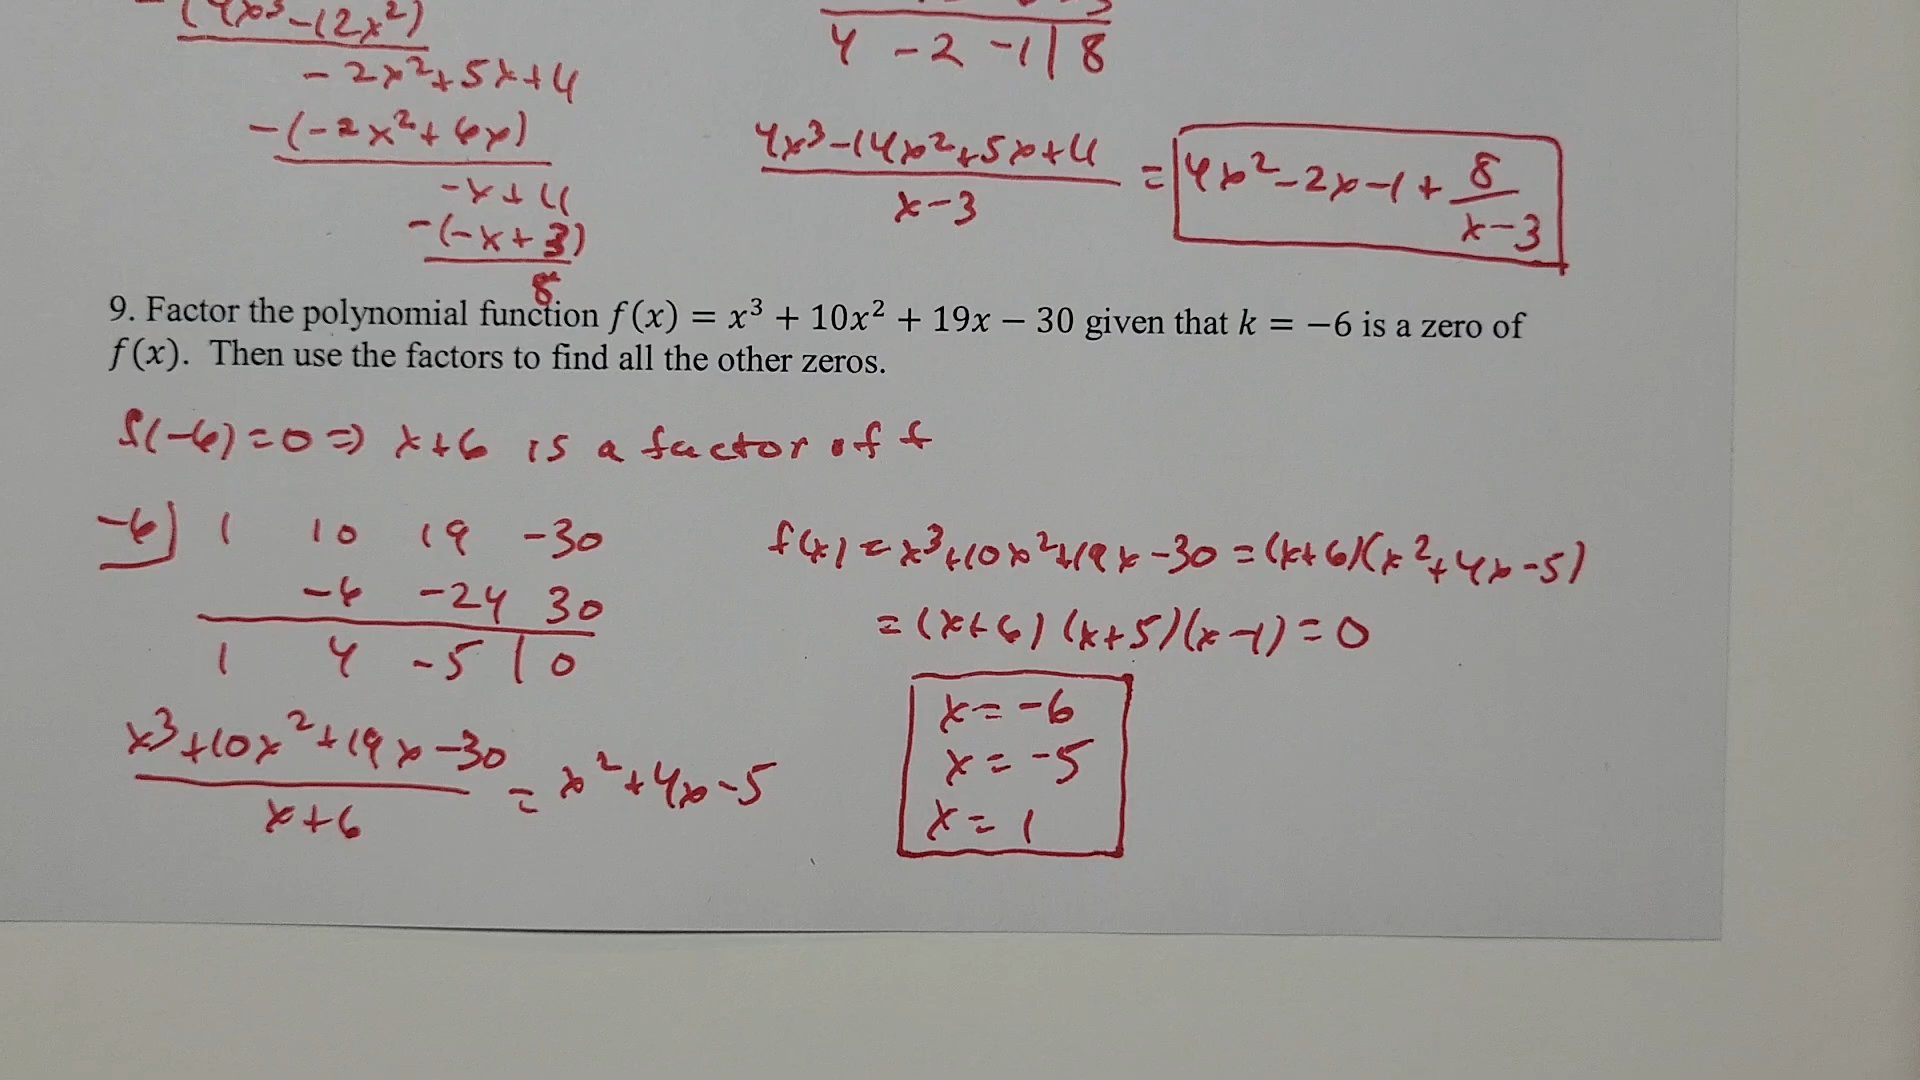 (4x³-12x²)
-2x²+5x+4
-(-2x²+6x)
-x+4
-(-x+3)
8
4 -2 -1| 8
4x³-14x²+5x+4 / x-3 = 4x²-2x-1+ 8 / x-3
9. Factor the polynomial function f(x) = x³ + 10x² + 19x − 30 given that k = −6 is a zero of
f(x). Then use the factors to find all the other zeros.
f(-6)=0 ⇒ x+6 is a factor of f
-6) 1 10 19 -30
-6 -24 30
1 4 -5 | 0
x³+10x²+19x-30 / x+6 = x²+4x-5
f(x) = x³+10x²+19x-30 = (x+6)(x²+4x-5)
= (x+6)(x+5)(x-1) = 0
x = -6
x = -5
x = 1